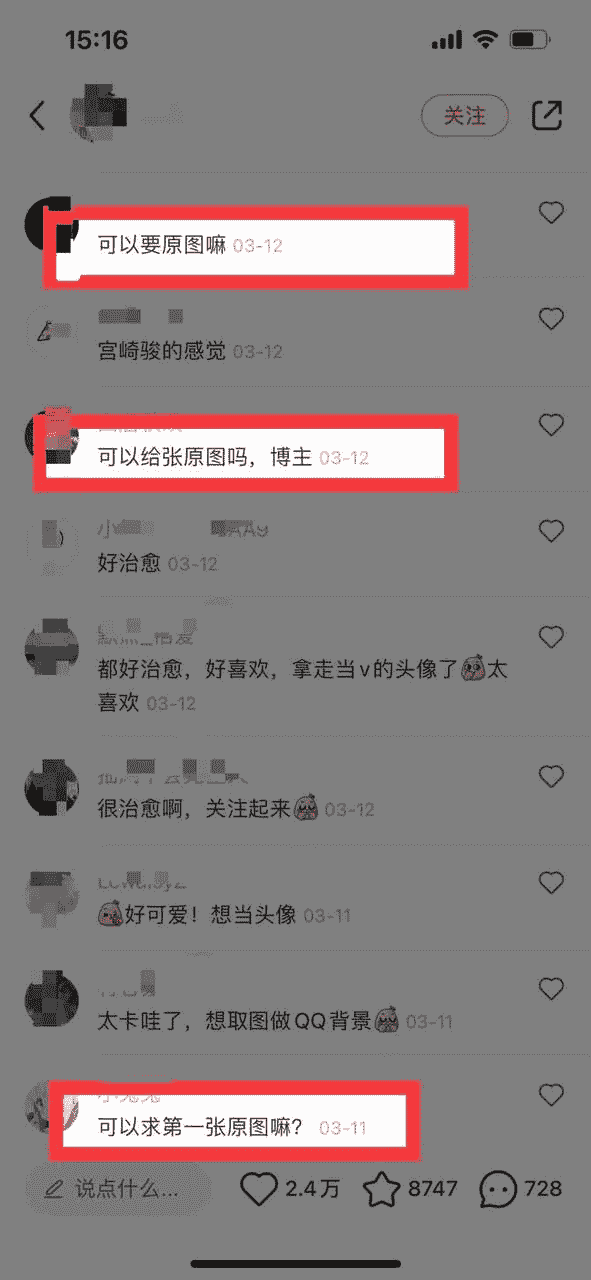 15:16
关注
可以要原图嘛 03-12
宫崎骏的感觉 03-12
可以给张原图吗，博主 03-12
好治愈 03-12
都好治愈，好喜欢，拿走当v的头像了太
喜欢 03-12
很治愈啊，关注起来 03-12
好可爱！想当头像 03-11
太卡哇了，想取图做QQ背景 03-11
可以求第一张原图嘛？ 03-11
说点什么... 2.4万 8747 728